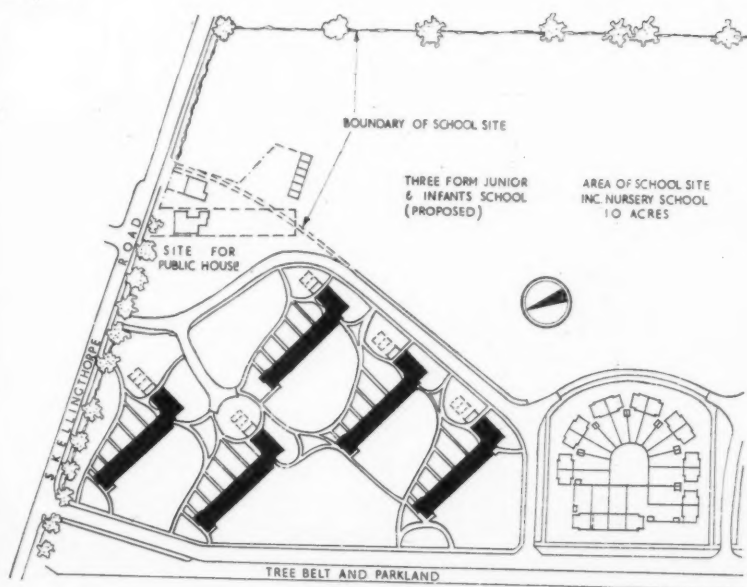 BOUNDARY OF SCHOOL SITE
THREE FORM JUNIOR
& INFANTS SCHOOL
(PROPOSED)
AREA OF SCHOOL SITE
INC. NURSERY SCHOOL
10 ACRES
SITE FOR
PUBLIC HOUSE
SKELLINGTHORPE ROAD
TREE BELT AND PARKLAND